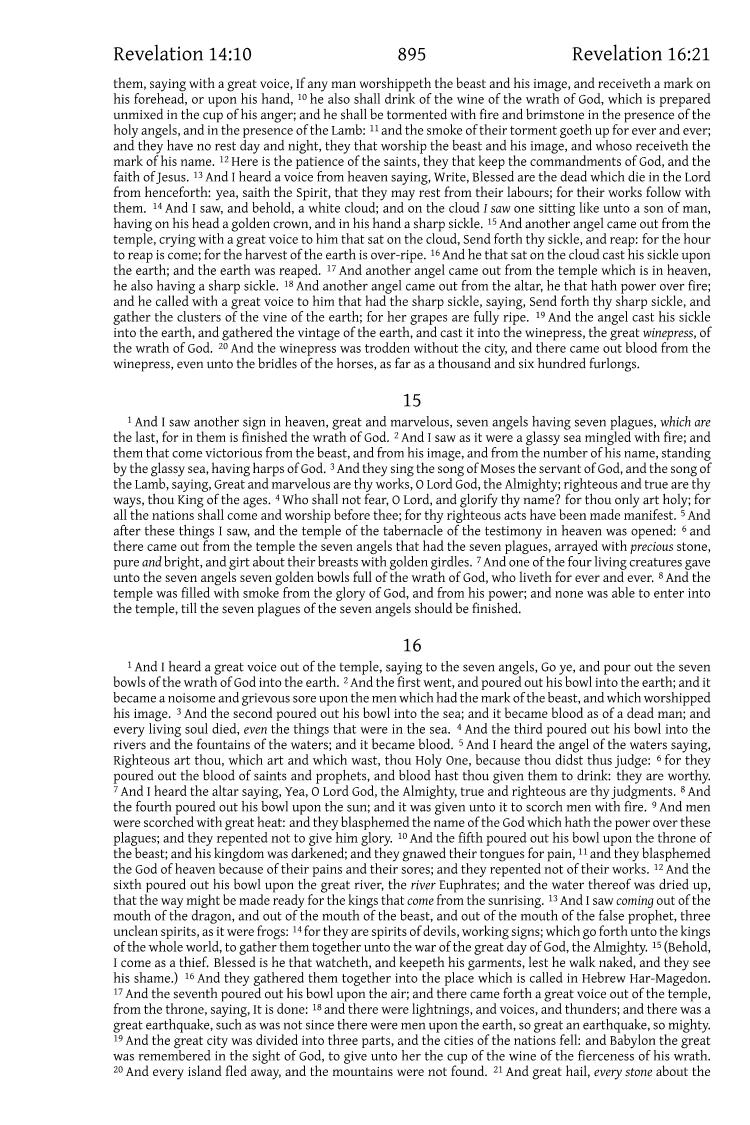 Revelation 14:10 895 Revelation 16:21
them, saying with a great voice, If any man worshippeth the beast and his image, and receiveth a mark on
his forehead, or upon his hand, 10 he also shall drink of the wine of the wrath of God, which is prepared
unmixed in the cup of his anger; and he shall be tormented with fire and brimstone in the presence of the
holy angels, and in the presence of the Lamb: 11 and the smoke of their torment goeth up for ever and ever;
and they have no rest day and night, they that worship the beast and his image, and whoso receiveth the
mark of his name. 12 Here is the patience of the saints, they that keep the commandments of God, and the
faith of Jesus. 13 And I heard a voice from heaven saying, Write, Blessed are the dead which die in the Lord
from henceforth: yea, saith the Spirit, that they may rest from their labours; for their works follow with
them. 14 And I saw, and behold, a white cloud; and on the cloud I saw one sitting like unto a son of man,
having on his head a golden crown, and in his hand a sharp sickle. 15 And another angel came out from the
temple, crying with a great voice to him that sat on the cloud, Send forth thy sickle, and reap: for the hour
to reap is come; for the harvest of the earth is over-ripe. 16 And he that sat on the cloud cast his sickle upon
the earth; and the earth was reaped. 17 And another angel came out from the temple which is in heaven,
he also having a sharp sickle. 18 And another angel came out from the altar, he that hath power over fire;
and he called with a great voice to him that had the sharp sickle, saying, Send forth thy sharp sickle, and
gather the clusters of the vine of the earth; for her grapes are fully ripe. 19 And the angel cast his sickle
into the earth, and gathered the vintage of the earth, and cast it into the winepress, the great winepress, of
the wrath of God. 20 And the winepress was trodden without the city, and there came out blood from the
winepress, even unto the bridles of the horses, as far as a thousand and six hundred furlongs.
15
1 And I saw another sign in heaven, great and marvelous, seven angels having seven plagues, which are
the last, for in them is finished the wrath of God. 2 And I saw as it were a glassy sea mingled with fire; and
them that come victorious from the beast, and from his image, and from the number of his name, standing
by the glassy sea, having harps of God. 3 And they sing the song of Moses the servant of God, and the song of
the Lamb, saying, Great and marvelous are thy works, O Lord God, the Almighty; righteous and true are thy
ways, thou King of the ages. 4 Who shall not fear, O Lord, and glorify thy name? for thou only art holy; for
all the nations shall come and worship before thee; for thy righteous acts have been made manifest. 5 And
after these things I saw, and the temple of the tabernacle of the testimony in heaven was opened: 6 and
there came out from the temple the seven angels that had the seven plagues, arrayed with precious stone,
pure and bright, and girt about their breasts with golden girdles. 7 And one of the four living creatures gave
unto the seven angels seven golden bowls full of the wrath of God, who liveth for ever and ever. 8 And the
temple was filled with smoke from the glory of God, and from his power; and none was able to enter into
the temple, till the seven plagues of the seven angels should be finished.
16
1 And I heard a great voice out of the temple, saying to the seven angels, Go ye, and pour out the seven
bowls of the wrath of God into the earth. 2 And the first went, and poured out his bowl into the earth; and it
became a noisome and grievous sore upon the men which had the mark of the beast, and which worshipped
his image. 3 And the second poured out his bowl into the sea; and it became blood as of a dead man; and
every living soul died, even the things that were in the sea. 4 And the third poured out his bowl into the
rivers and the fountains of the waters; and it became blood. 5 And I heard the angel of the waters saying,
Righteous art thou, which art and which wast, thou Holy One, because thou didst thus judge: 6 for they
poured out the blood of saints and prophets, and blood hast thou given them to drink: they are worthy.
7 And I heard the altar saying, Yea, O Lord God, the Almighty, true and righteous are thy judgments. 8 And
the fourth poured out his bowl upon the sun; and it was given unto it to scorch men with fire. 9 And men
were scorched with great heat: and they blasphemed the name of the God which hath the power over these
plagues; and they repented not to give him glory. 10 And the fifth poured out his bowl upon the throne of
the beast; and his kingdom was darkened; and they gnawed their tongues for pain, 11 and they blasphemed
the God of heaven because of their pains and their sores; and they repented not of their works. 12 And the
sixth poured out his bowl upon the great river, the river Euphrates; and the water thereof was dried up,
that the way might be made ready for the kings that come from the sunrising. 13 And I saw coming out of the
mouth of the dragon, and out of the mouth of the beast, and out of the mouth of the false prophet, three
unclean spirits, as it were frogs: 14 for they are spirits of devils, working signs; which go forth unto the kings
of the whole world, to gather them together unto the war of the great day of God, the Almighty. 15 (Behold,
I come as a thief. Blessed is he that watcheth, and keepeth his garments, lest he walk naked, and they see
his shame.) 16 And they gathered them together into the place which is called in Hebrew Har-Magedon.
17 And the seventh poured out his bowl upon the air; and there came forth a great voice out of the temple,
from the throne, saying, It is done: 18 and there were lightnings, and voices, and thunders; and there was a
great earthquake, such as was not since there were men upon the earth, so great an earthquake, so mighty.
19 And the great city was divided into three parts, and the cities of the nations fell: and Babylon the great
was remembered in the sight of God, to give unto her the cup of the wine of the fierceness of his wrath.
20 And every island fled away, and the mountains were not found. 21 And great hail, every stone about the